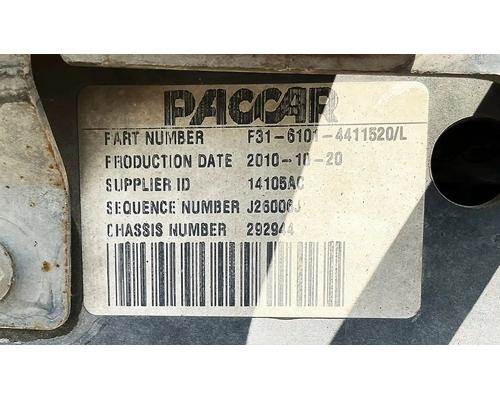 PACCAR
PART NUMBER F31-6101-4411520/L
PRODUCTION DATE 2010-10-20
SUPPLIER ID 14105AC
SEQUENCE NUMBER J26006J
CHASSIS NUMBER 292944